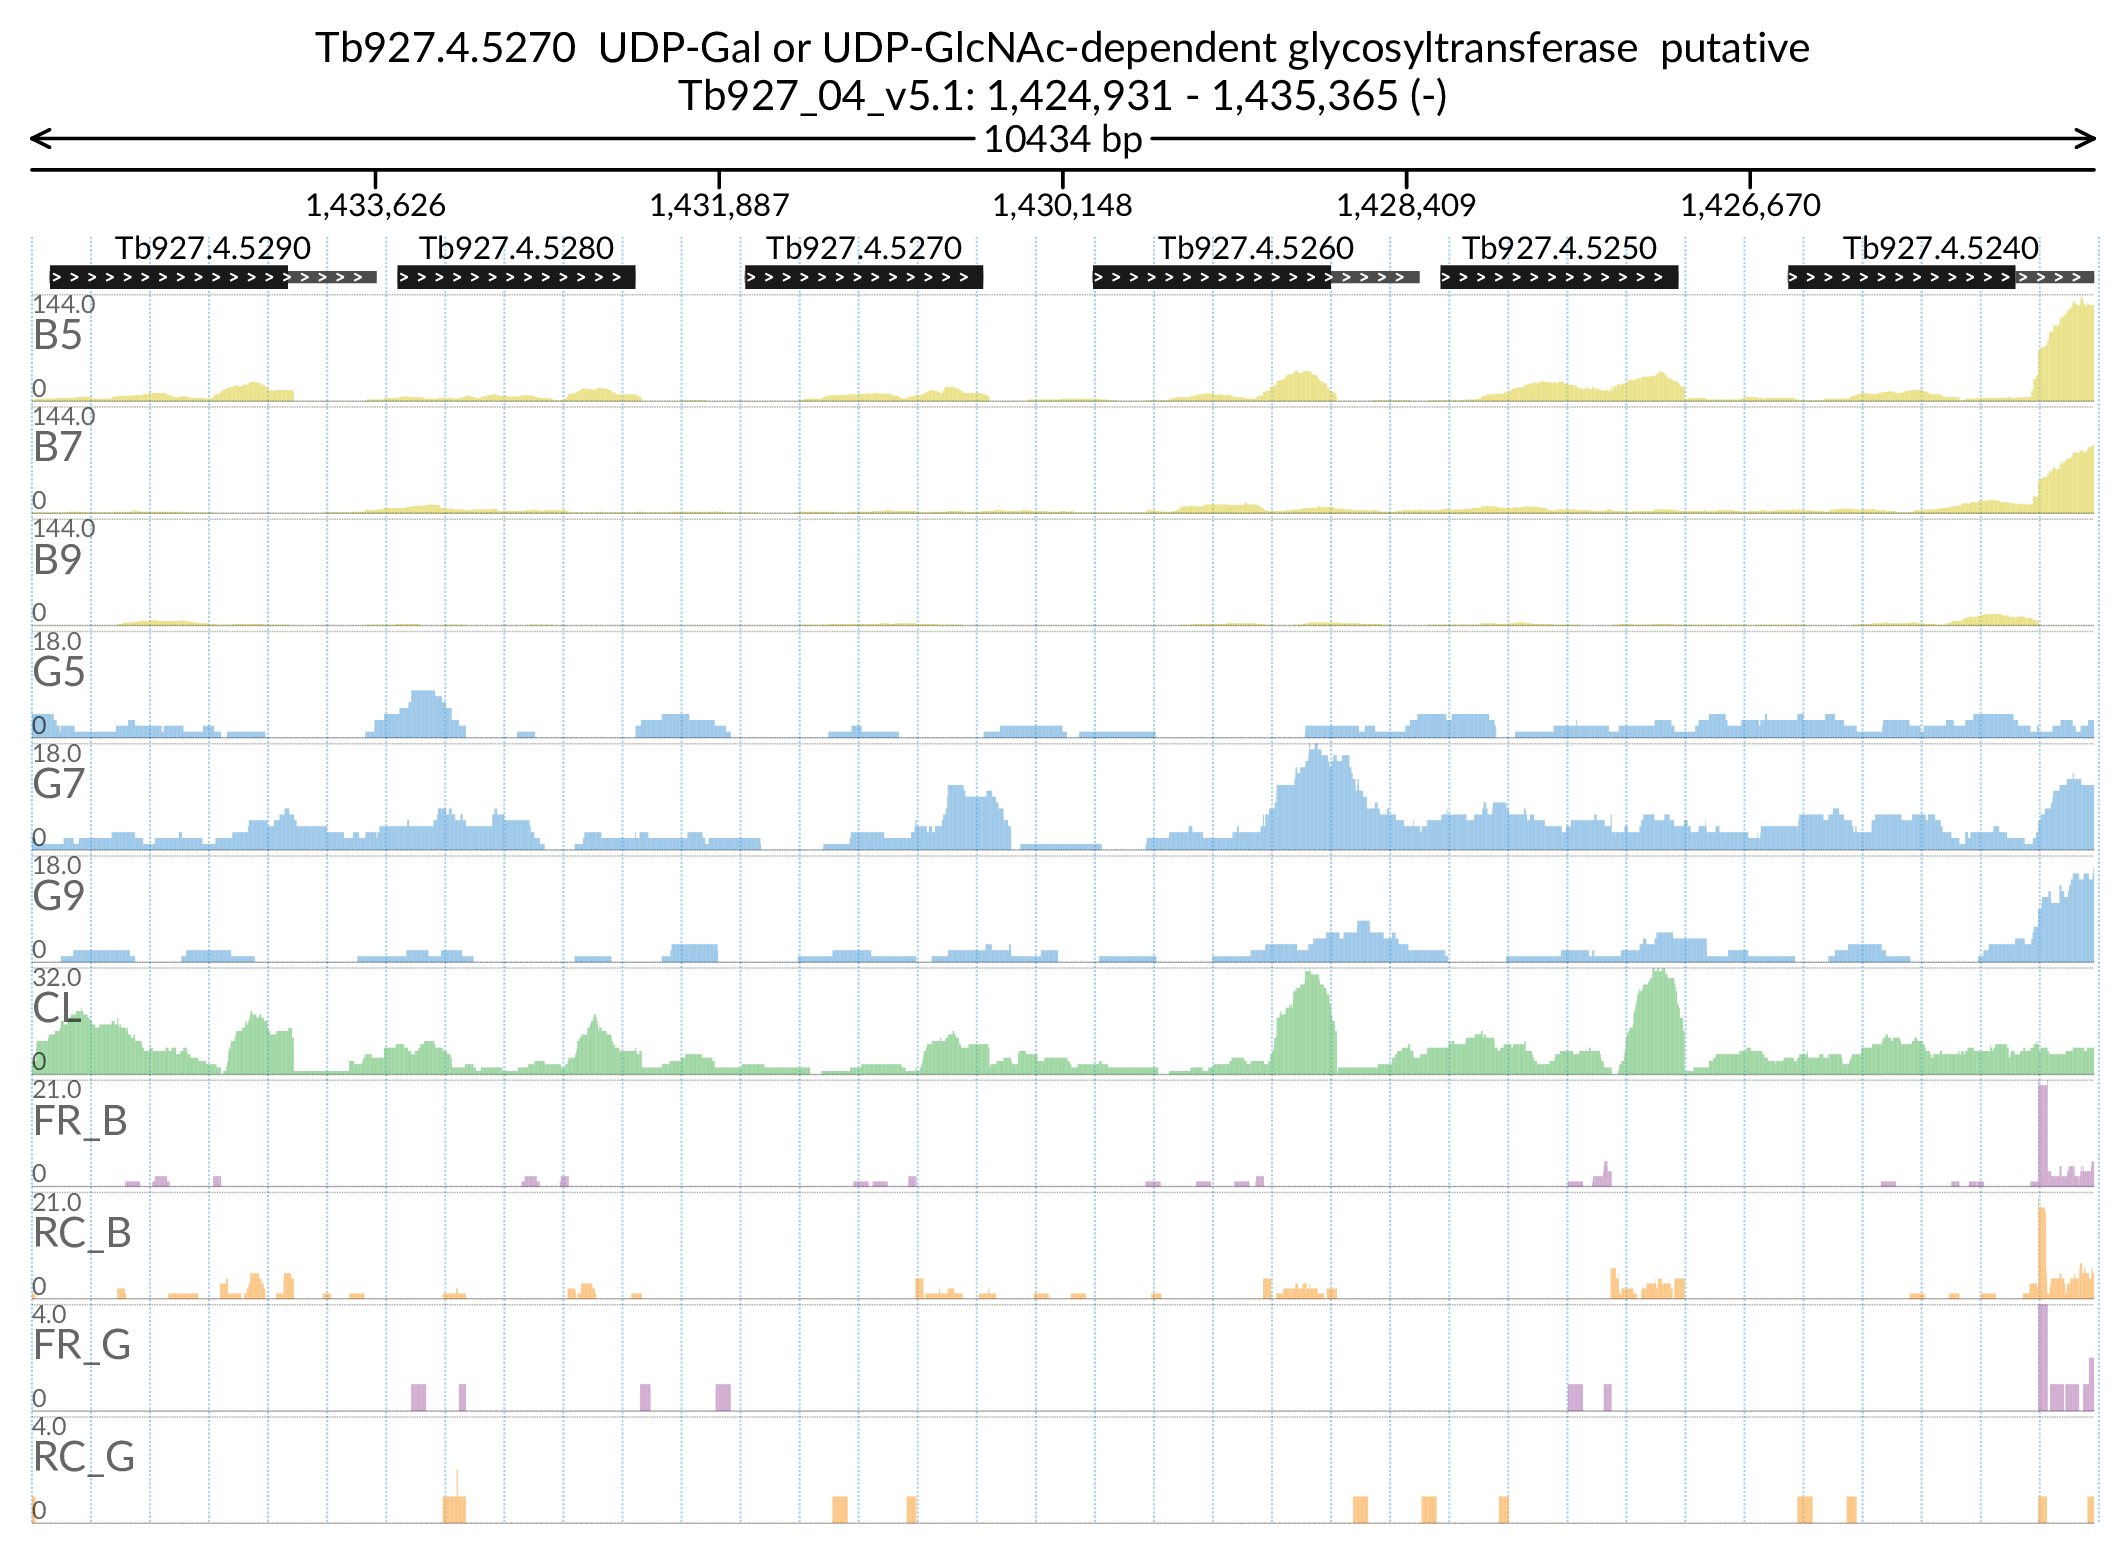 Tb927.4.5270 UDP-Gal or UDP-GlcNAc-dependent glycosyltransferase putative
Tb927_04_v5.1: 1,424,931 - 1,435,365 (-)
10434 bp
1,433,626 1,431,887 1,430,148 1,428,409 1,426,670
Tb927.4.5290 Tb927.4.5280 Tb927.4.5270 Tb927.4.5260 Tb927.4.5250 Tb927.4.5240
144.0
B5
0
144.0
B7
0
144.0
B9
0
18.0
G5
0
18.0
G7
0
18.0
G9
0
32.0
CL
0
21.0
FR_B
0
21.0
RC_B
0
4.0
FR_G
0
4.0
RC_G
0